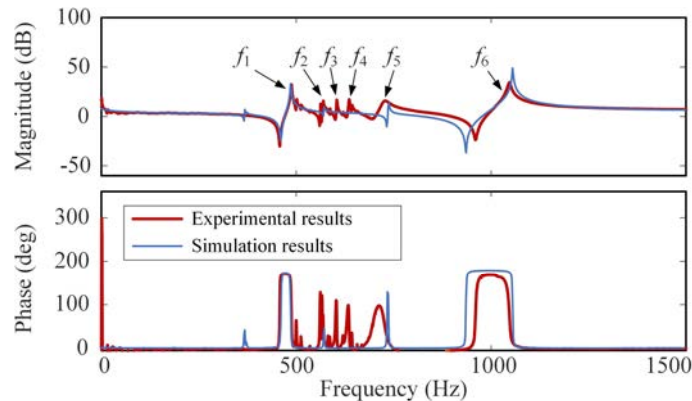 Magnitude (dB)
100
50
0
-50
f1 f2 f3 f4 f5 f6
Phase (deg)
300
200
100
0
Experimental results
Simulation results
0 500 1000 1500
Frequency (Hz)